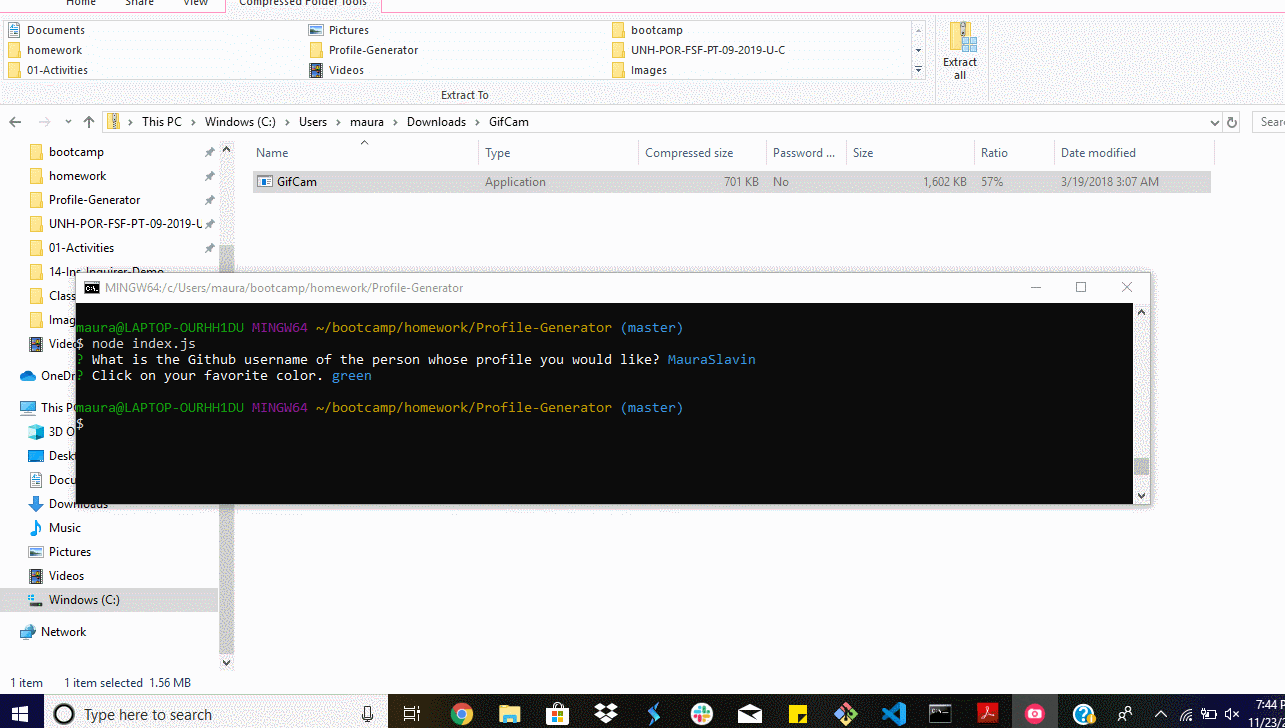 Home Share View Compressed Folder Tools
Documents Pictures bootcamp
homework Profile-Generator UNH-POR-FSF-PT-09-2019-U-C
01-Activities Videos Images
Extract
all
Extract To
This PC > Windows (C:) > Users > maura > Downloads > GifCam
bootcamp
homework
Profile-Generator
UNH-POR-FSF-PT-09-2019-U
01-Activities
14-Ins_Inquirer-Demo
Class
Imag
Videc
OneDr
This PC
3D O
Deskt
Docu
Downloads
Music
Pictures
Videos
Windows (C:)
Network
Name Type Compressed size Password ... Size Ratio Date modified
GifCam Application 701 KB No 1,602 KB 57% 3/19/2018 3:07 AM
MINGW64:/c/Users/maura/bootcamp/homework/Profile-Generator
maura@LAPTOP-OURHH1DU MINGW64 ~/bootcamp/homework/Profile-Generator (master)
$ node index.js
? What is the Github username of the person whose profile you would like? MauraSlavin
? Click on your favorite color. green
maura@LAPTOP-OURHH1DU MINGW64 ~/bootcamp/homework/Profile-Generator (master)
$
1 item 1 item selected 1.56 MB
Type here to search
7:44